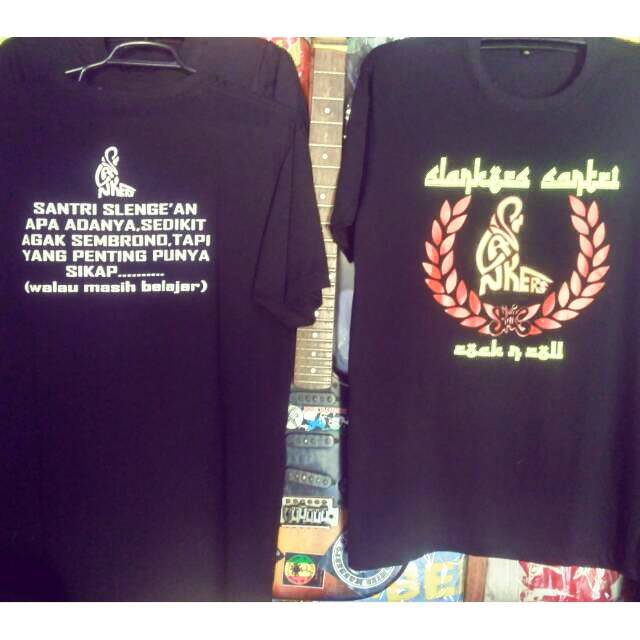 SLANKERS
SANTRI SLENGE'AN
APA ADANYA,SEDIKIT
AGAK SEMBRONO,TAPI
YANG PENTING PUNYA
SIKAP..........
(walau masih belajar)
slankers santri
SLANKERS
rock n roll